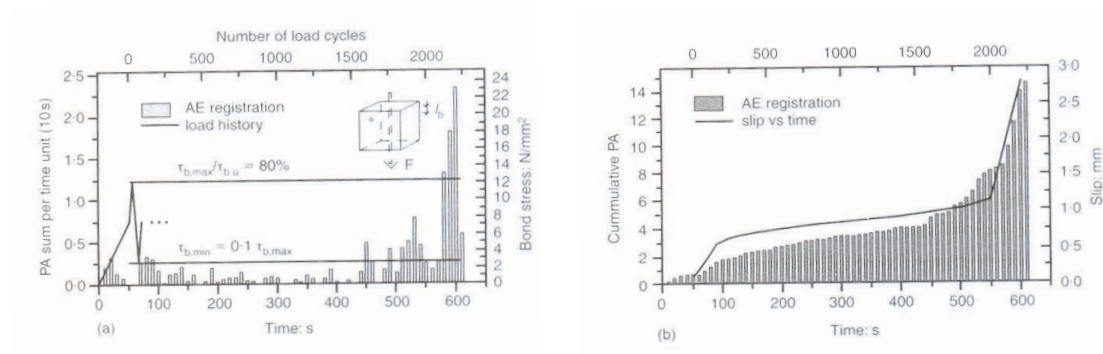 Number of load cycles
0 500 1000 1500 2000
2·5
2·0
1·5
1·0
0·5
0·0
PA sum per time unit (10 s)
AE registration
load history
lb
F
τb,max/τb,u = 80%
...
τb,min = 0·1 τb,max
24
22
20
18
16
14
12
10
8
6
4
2
0
Bond stress: N/mm²
0 100 200 300 400 500 600
(a)
Time: s
0 500 1000 1500 2000
14
12
10
8
6
4
2
0
Cummulative PA
AE registration
slip vs time
3·0
2·5
2·0
1·5
1·0
0·5
0·0
Slip: mm
0 100 200 300 400 500 600
(b)
Time: s